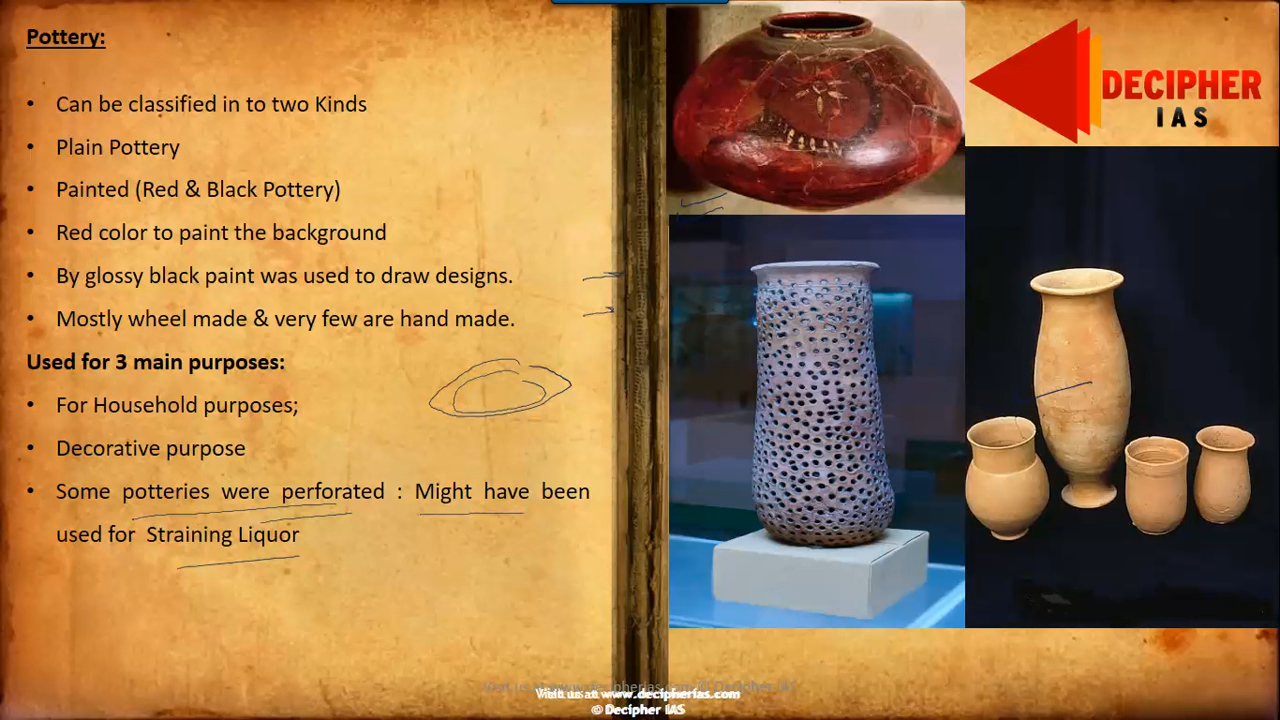 Pottery:
• Can be classified in to two Kinds
• Plain Pottery
• Painted (Red & Black Pottery)
• Red color to paint the background
• By glossy black paint was used to draw designs.
• Mostly wheel made & very few are hand made.
Used for 3 main purposes:
• For Household purposes;
• Decorative purpose
• Some potteries were perforated : Might have been
used for Straining Liquor
DECIPHER
IAS
Visit us at www.decipherias.com
© Decipher IAS